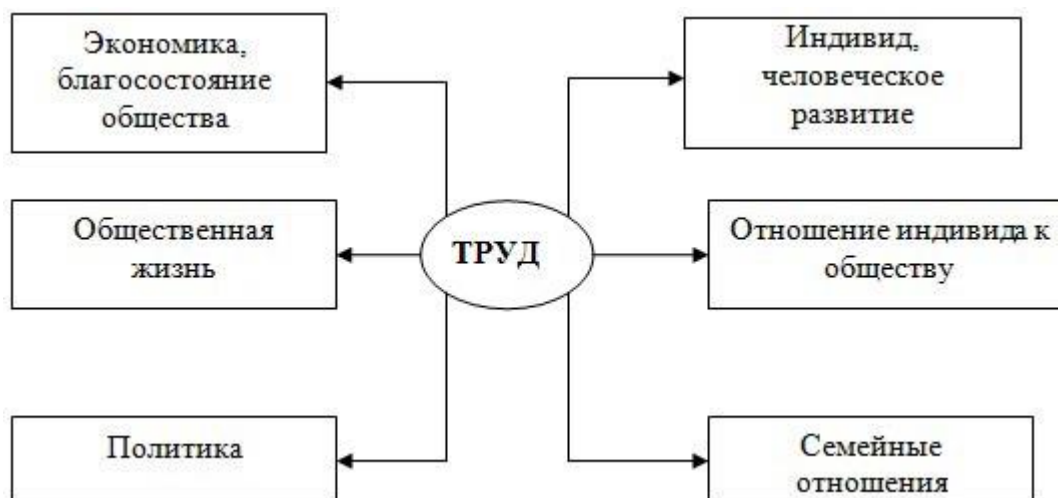 Экономика,
благосостояние
общества
Индивид,
человеческое
развитие
Общественная
жизнь
ТРУД
Отношение индивида к
обществу
Политика
Семейные
отношения